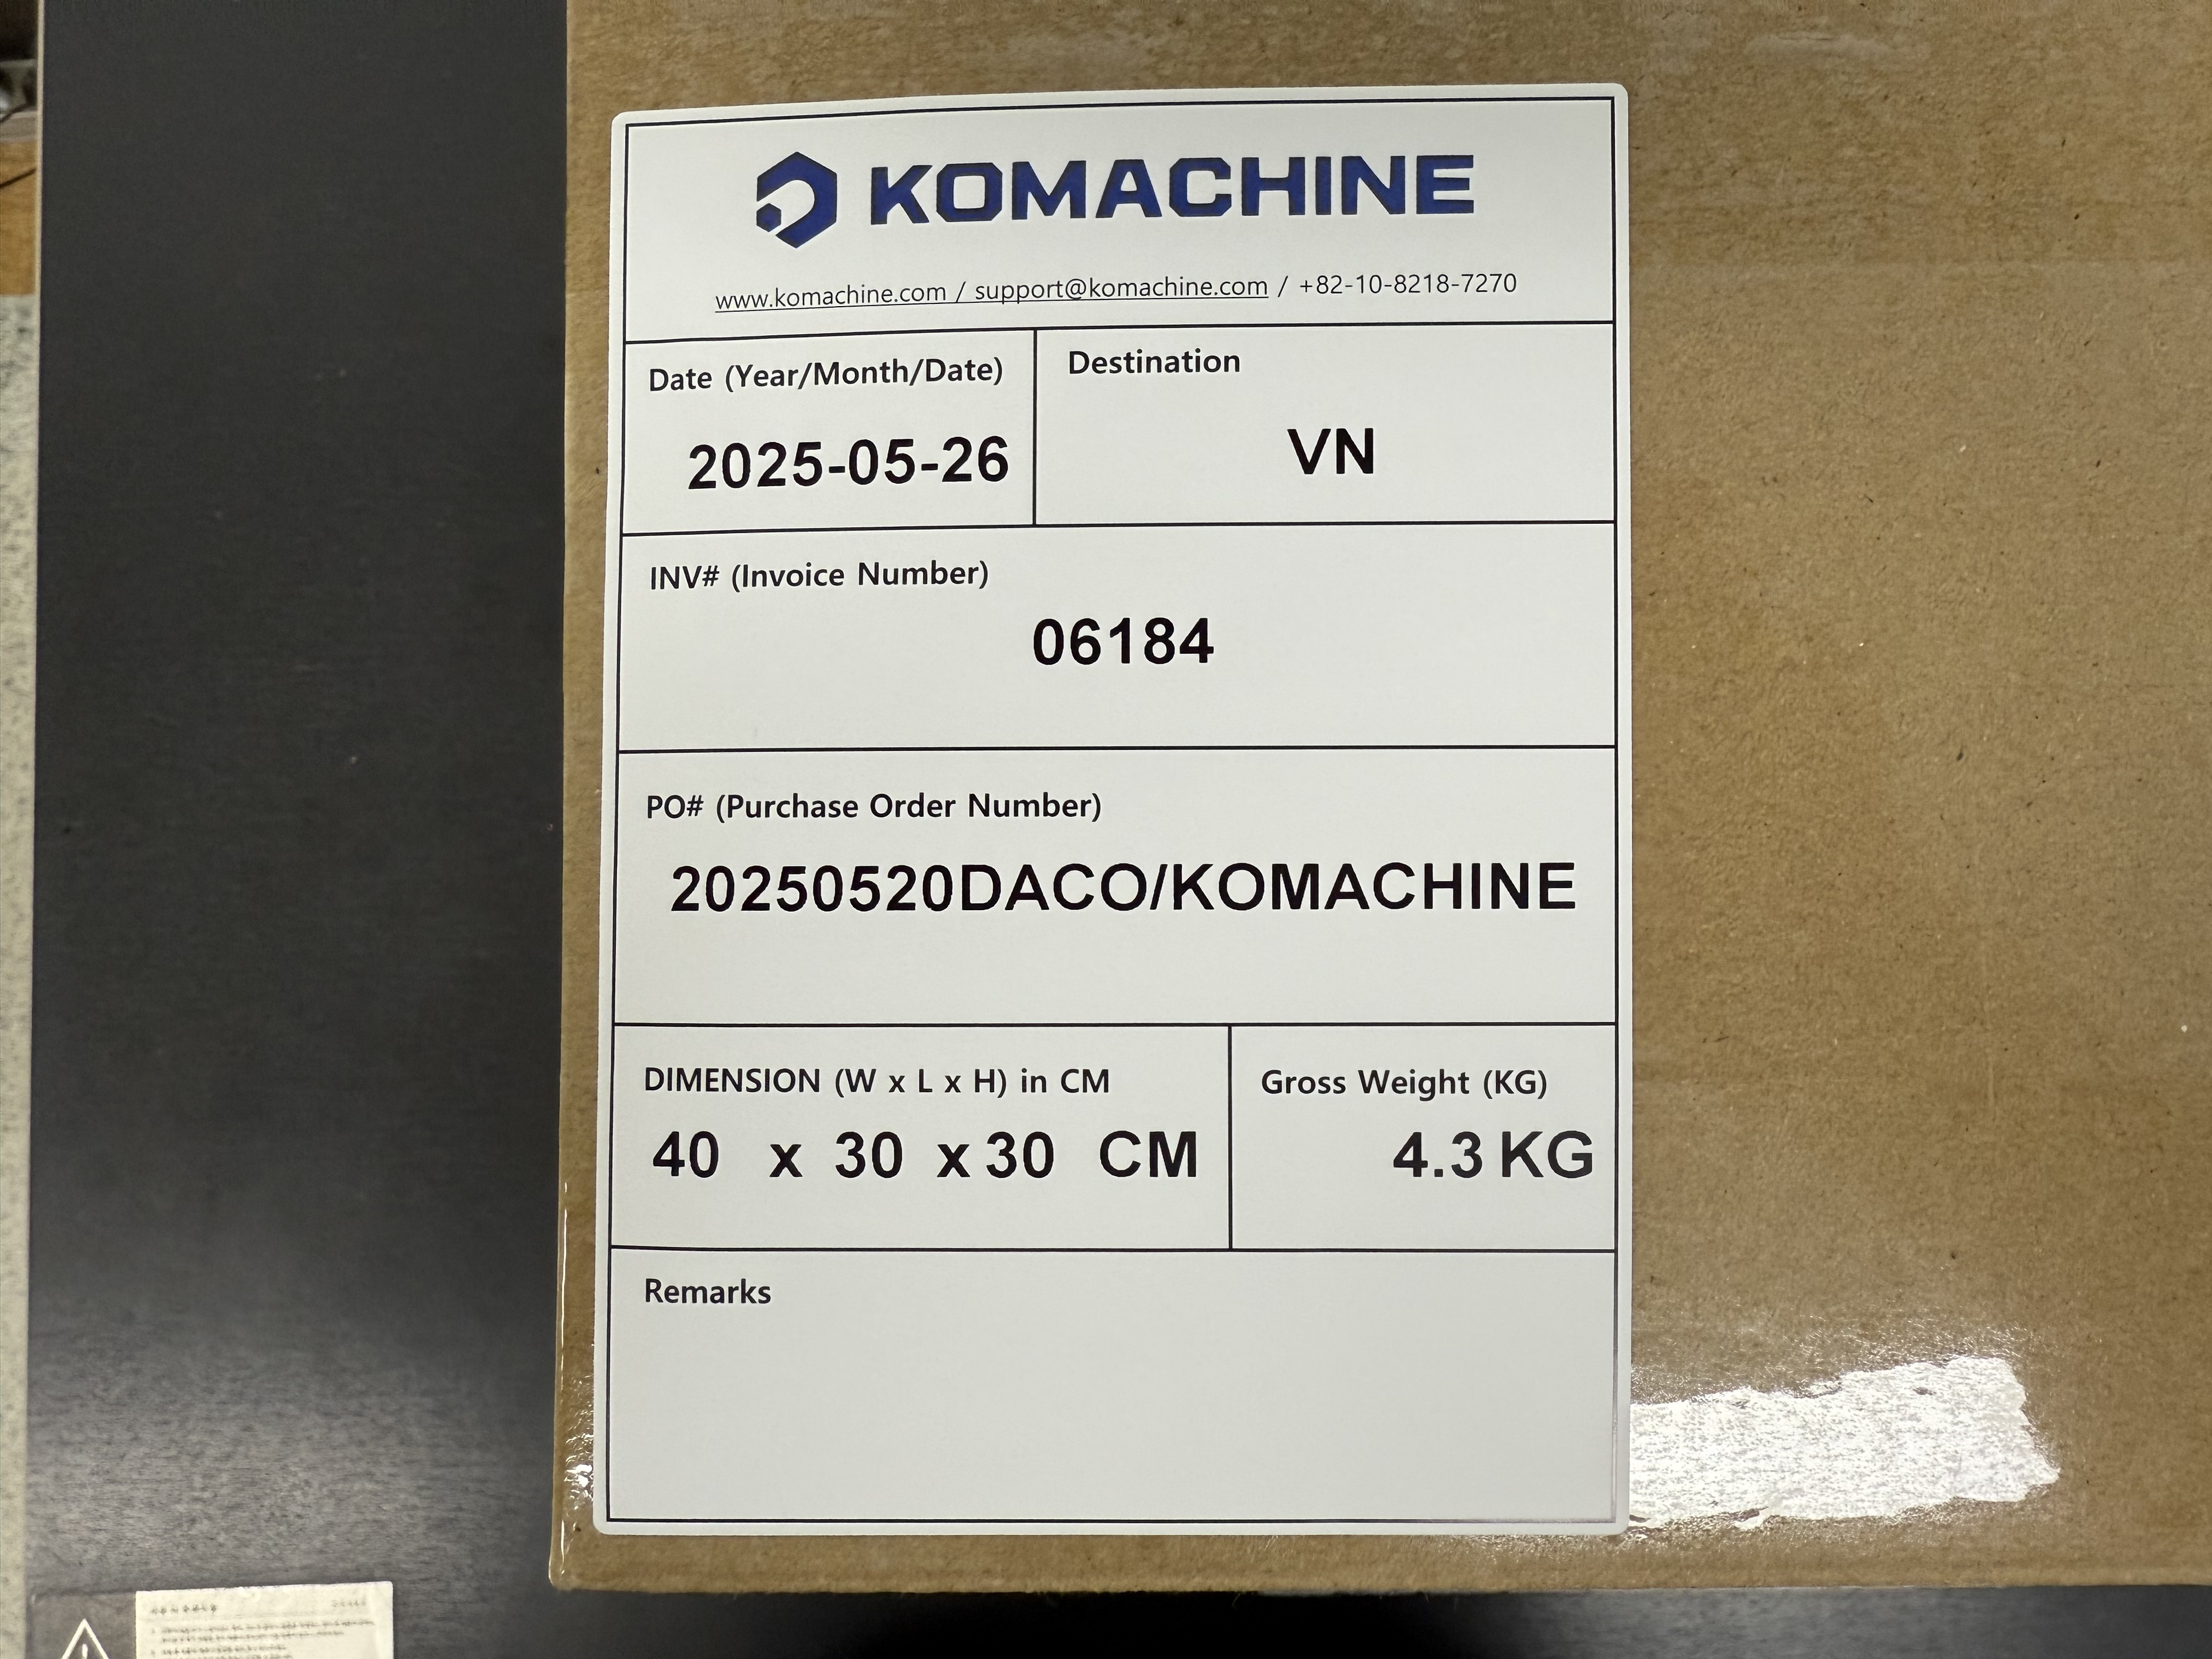 KOMACHINE
www.komachine.com / support@komachine.com / +82-10-8218-7270
Date (Year/Month/Date)
2025-05-26
Destination
VN
INV# (Invoice Number)
06184
PO# (Purchase Order Number)
20250520DACO/KOMACHINE
DIMENSION (W x L x H) in CM
40 x 30 x 30 CM
Gross Weight (KG)
4.3 KG
Remarks